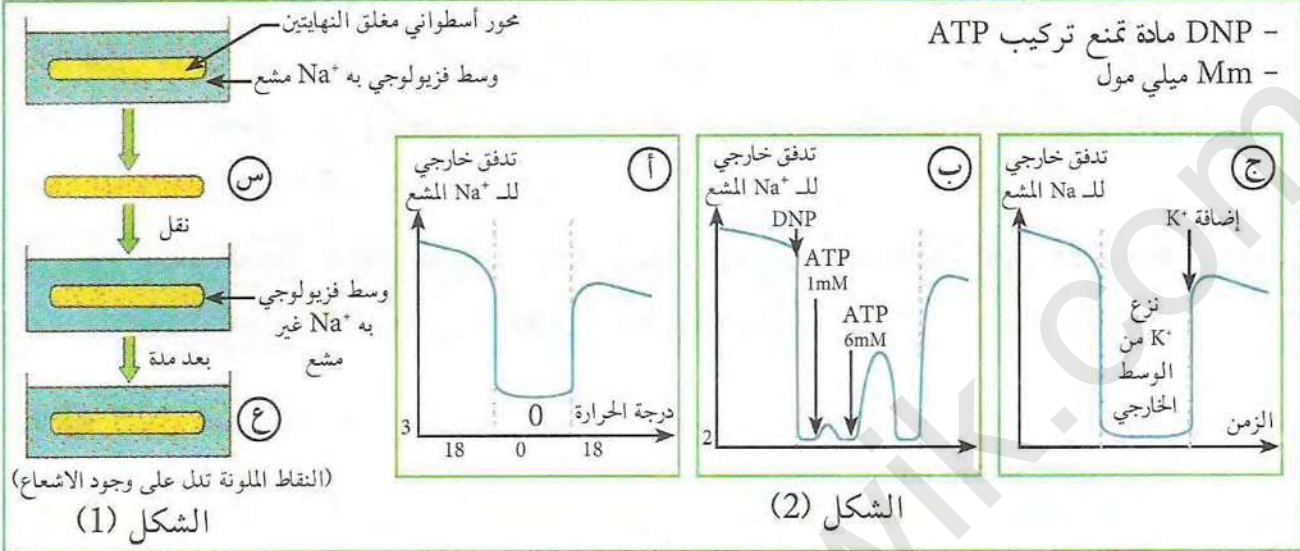 - DNP مادة تمنع تركيب ATP
- Mm ميلي مول
محور أسطواني مغلق النهايتين
وسط فزيولوجي به Na⁺ مشع
س
نقل
وسط فزيولوجي
به Na⁺ غير
مشع
بعد مدة
ع
(النقاط الملونة تدل على وجود الاشعاع)
الشكل (1)
أ
تدفق خارجي
للـ Na⁺ المشع
درجة الحرارة
0
3
18 0 18
ب
تدفق خارجي
للـ Na⁺ المشع
DNP
ATP
1mM
ATP
6mM
2
ج
تدفق خارجي
للـ Na المشع
إضافة K⁺
نزع
K⁺ من
الوسط
الخارجي
الزمن
الشكل (2)
wik.com